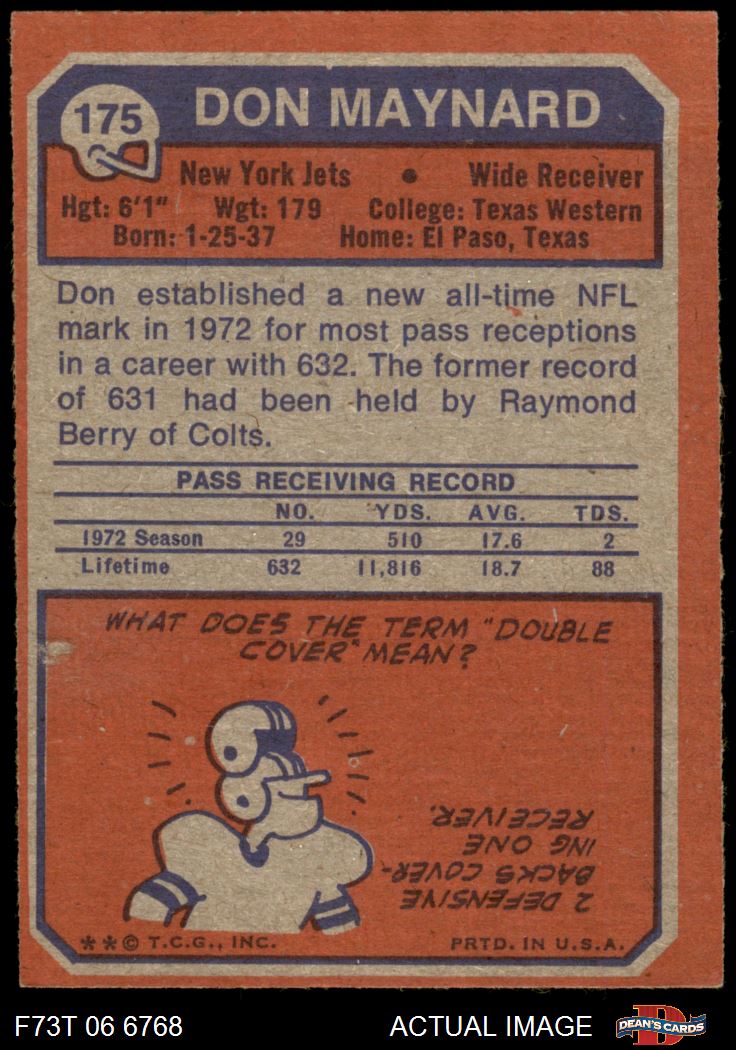 175
DON MAYNARD
New York Jets • Wide Receiver
Hgt: 6'1" Wgt: 179 College: Texas Western
Born: 1-25-37 Home: El Paso, Texas
Don established a new all-time NFL
mark in 1972 for most pass receptions
in a career with 632. The former record
of 631 had been held by Raymond
Berry of Colts.
PASS RECEIVING RECORD
NO. YDS. AVG. TDS.
1972 Season 29 510 17.6 2
Lifetime 632 11,816 18.7 88
WHAT DOES THE TERM "DOUBLE
COVER" MEAN?
2 DEFENSIVE
BACKS COVER-
ING ONE
RECEIVER.
**© T.C.G., INC. PRTD. IN U.S.A.
F73T 06 6768 ACTUAL IMAGE D DEAN'S CARDS